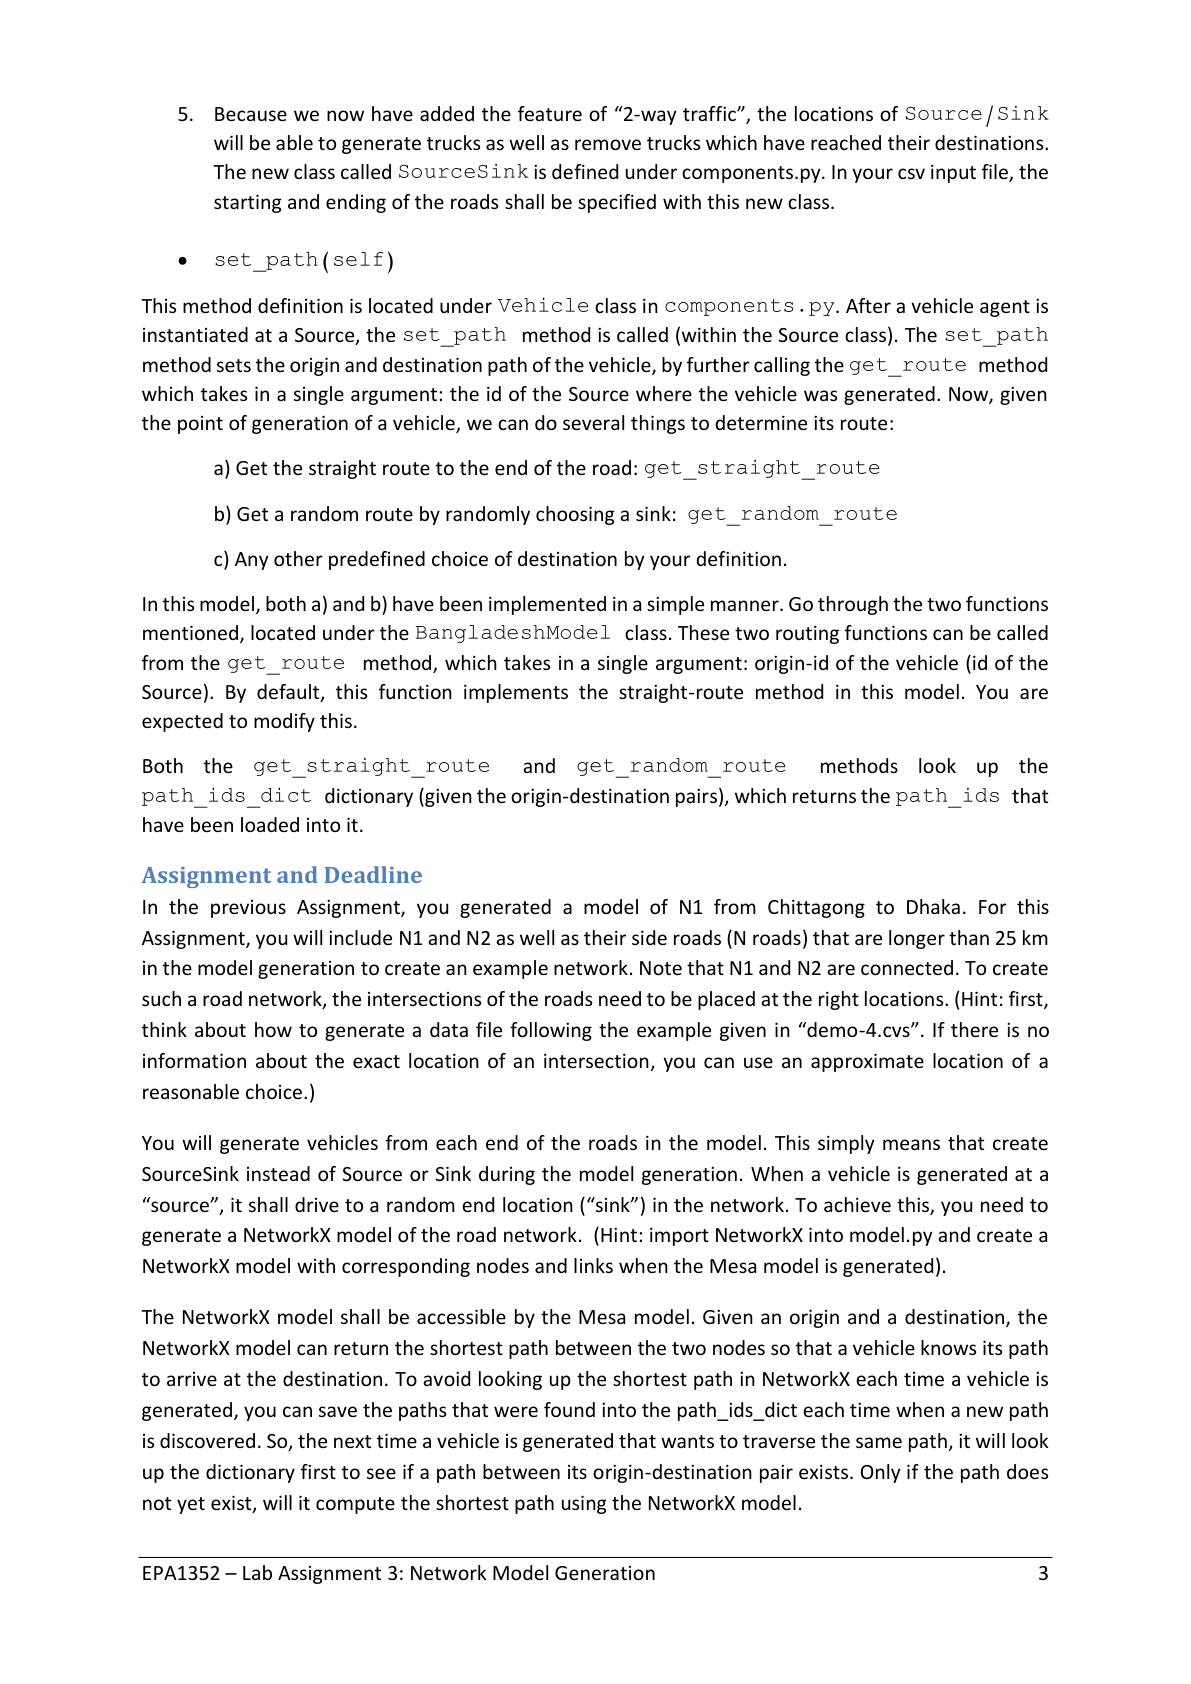 5. Because we now have added the feature of “2-way traffic”, the locations of Source/Sink
will be able to generate trucks as well as remove trucks which have reached their destinations.
The new class called SourceSink is defined under components.py. In your csv input file, the
starting and ending of the roads shall be specified with this new class.
• set_path(self)
This method definition is located under Vehicle class in components.py. After a vehicle agent is
instantiated at a Source, the set_path method is called (within the Source class). The set_path
method sets the origin and destination path of the vehicle, by further calling the get_route method
which takes in a single argument: the id of the Source where the vehicle was generated. Now, given
the point of generation of a vehicle, we can do several things to determine its route:
a) Get the straight route to the end of the road: get_straight_route
b) Get a random route by randomly choosing a sink: get_random_route
c) Any other predefined choice of destination by your definition.
In this model, both a) and b) have been implemented in a simple manner. Go through the two functions
mentioned, located under the BangladeshModel class. These two routing functions can be called
from the get_route method, which takes in a single argument: origin-id of the vehicle (id of the
Source). By default, this function implements the straight-route method in this model. You are
expected to modify this.
Both the get_straight_route and get_random_route methods look up the
path_ids_dict dictionary (given the origin-destination pairs), which returns the path_ids that
have been loaded into it.
Assignment and Deadline
In the previous Assignment, you generated a model of N1 from Chittagong to Dhaka. For this
Assignment, you will include N1 and N2 as well as their side roads (N roads) that are longer than 25 km
in the model generation to create an example network. Note that N1 and N2 are connected. To create
such a road network, the intersections of the roads need to be placed at the right locations. (Hint: first,
think about how to generate a data file following the example given in “demo-4.cvs”. If there is no
information about the exact location of an intersection, you can use an approximate location of a
reasonable choice.)
You will generate vehicles from each end of the roads in the model. This simply means that create
SourceSink instead of Source or Sink during the model generation. When a vehicle is generated at a
“source”, it shall drive to a random end location (“sink”) in the network. To achieve this, you need to
generate a NetworkX model of the road network. (Hint: import NetworkX into model.py and create a
NetworkX model with corresponding nodes and links when the Mesa model is generated).
The NetworkX model shall be accessible by the Mesa model. Given an origin and a destination, the
NetworkX model can return the shortest path between the two nodes so that a vehicle knows its path
to arrive at the destination. To avoid looking up the shortest path in NetworkX each time a vehicle is
generated, you can save the paths that were found into the path_ids_dict each time when a new path
is discovered. So, the next time a vehicle is generated that wants to traverse the same path, it will look
up the dictionary first to see if a path between its origin-destination pair exists. Only if the path does
not yet exist, will it compute the shortest path using the NetworkX model.
EPA1352 – Lab Assignment 3: Network Model Generation 3